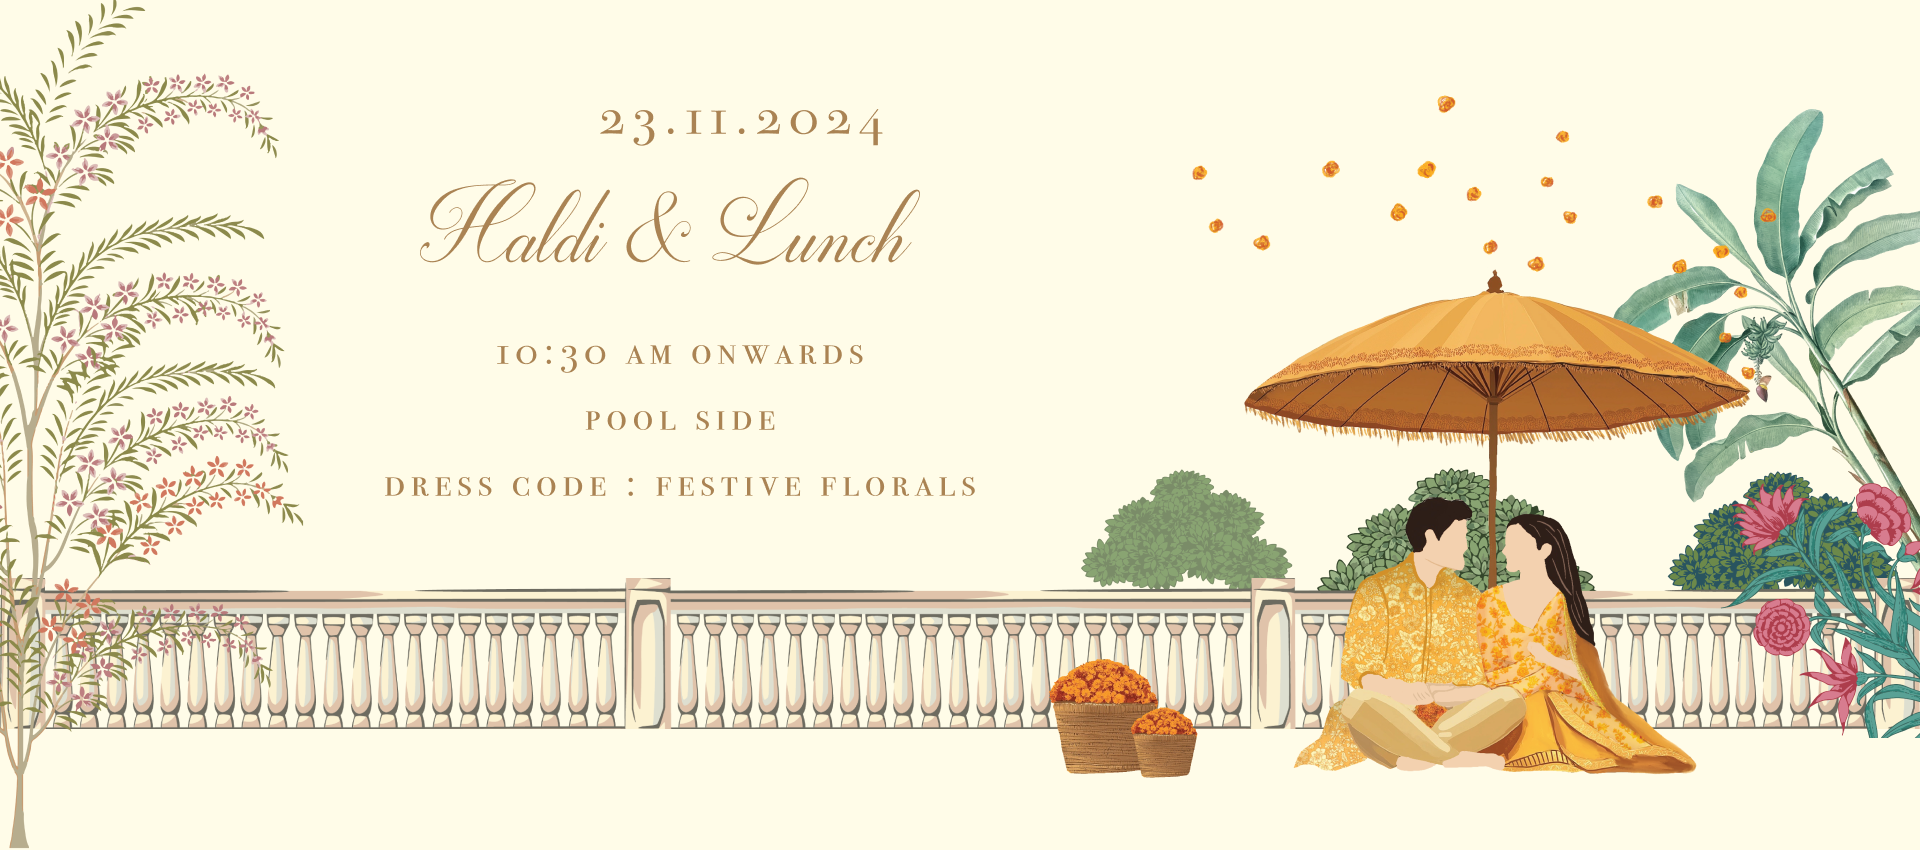 23.11.2024
Haldi & Lunch
10:30 AM ONWARDS
POOL SIDE
DRESS CODE : FESTIVE FLORALS